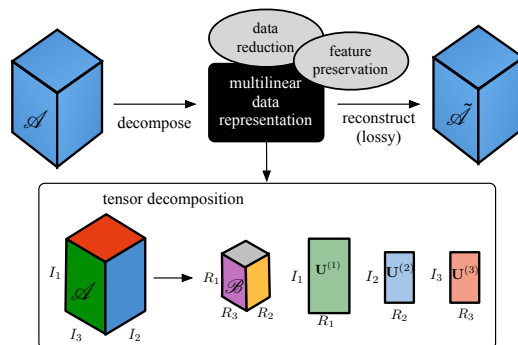 data
reduction
feature
preservation
multilinear
data
representation
𝒜
decompose
reconstruct
(lossy)
𝒜̃
tensor decomposition
I₁
𝒜
I₃
I₂
R₁
ℬ
R₃
R₂
I₁
U⁽¹⁾
R₁
I₂
U⁽²⁾
R₂
I₃
U⁽³⁾
R₃